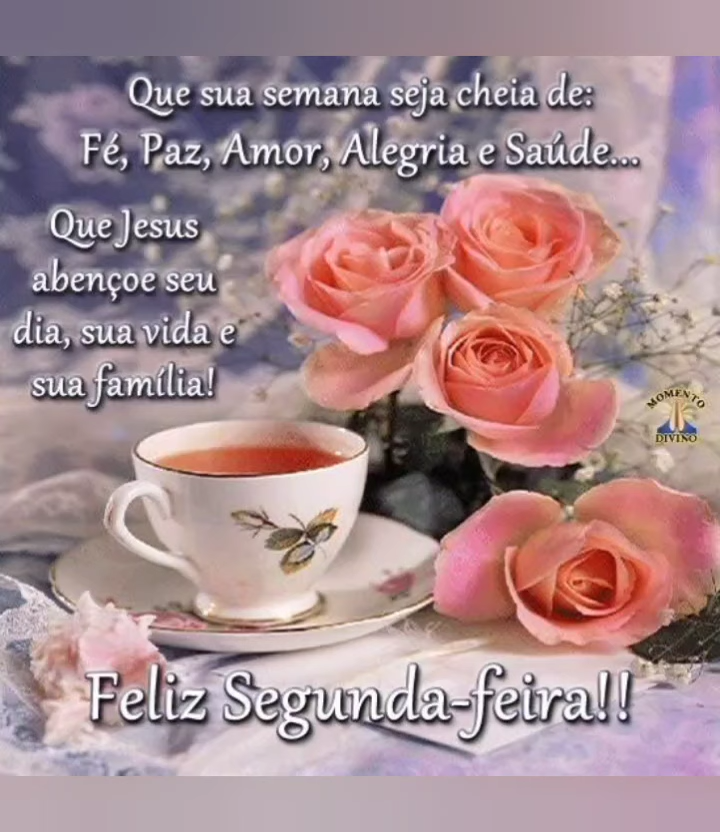 Que sua semana seja cheia de:
Fé, Paz, Amor, Alegria e Saúde...
Que Jesus
abençoe seu
dia, sua vida e
sua família!
MOMENTO
DIVINO
Feliz Segunda-feira!!